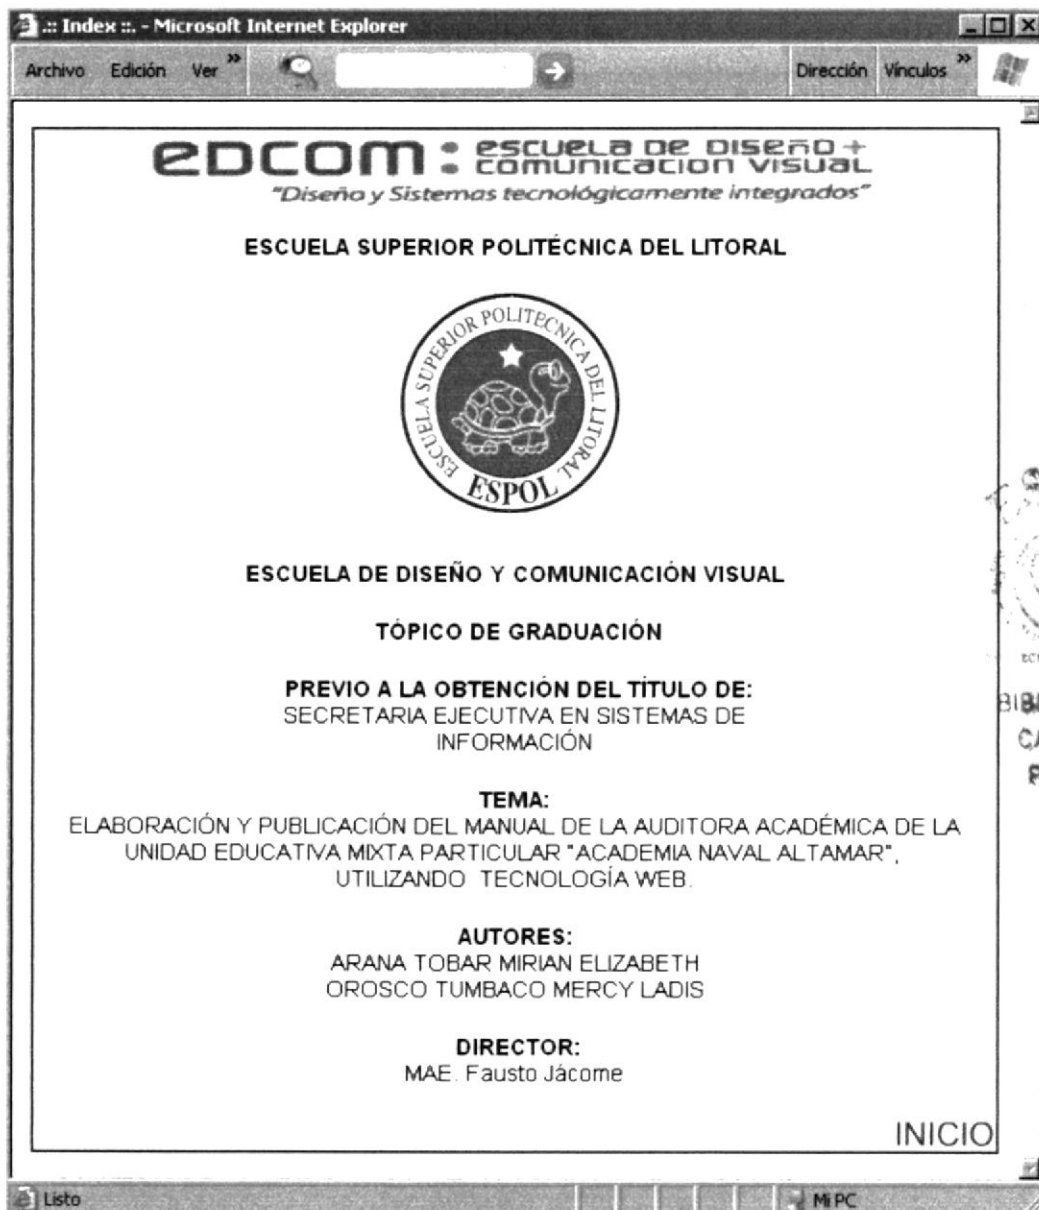 .:: Index ::. - Microsoft Internet Explorer
Archivo Edición Ver » Dirección Vínculos »
edcom: escuela de diseño +
comunicacion visual
"Diseño y Sistemas tecnológicamente integrados"
ESCUELA SUPERIOR POLITÉCNICA DEL LITORAL
ESCUELA SUPERIOR POLITECNICA DEL LITORAL
ESPOL
ESCUELA DE DISEÑO Y COMUNICACIÓN VISUAL
TÓPICO DE GRADUACIÓN
PREVIO A LA OBTENCIÓN DEL TÍTULO DE:
SECRETARIA EJECUTIVA EN SISTEMAS DE
INFORMACIÓN
TEMA:
ELABORACIÓN Y PUBLICACIÓN DEL MANUAL DE LA AUDITORA ACADÉMICA DE LA
UNIDAD EDUCATIVA MIXTA PARTICULAR "ACADEMIA NAVAL ALTAMAR",
UTILIZANDO TECNOLOGÍA WEB.
AUTORES:
ARANA TOBAR MIRIAN ELIZABETH
OROSCO TUMBACO MERCY LADIS
DIRECTOR:
MAE. Fausto Jácome
INICIO
Listo Mi PC